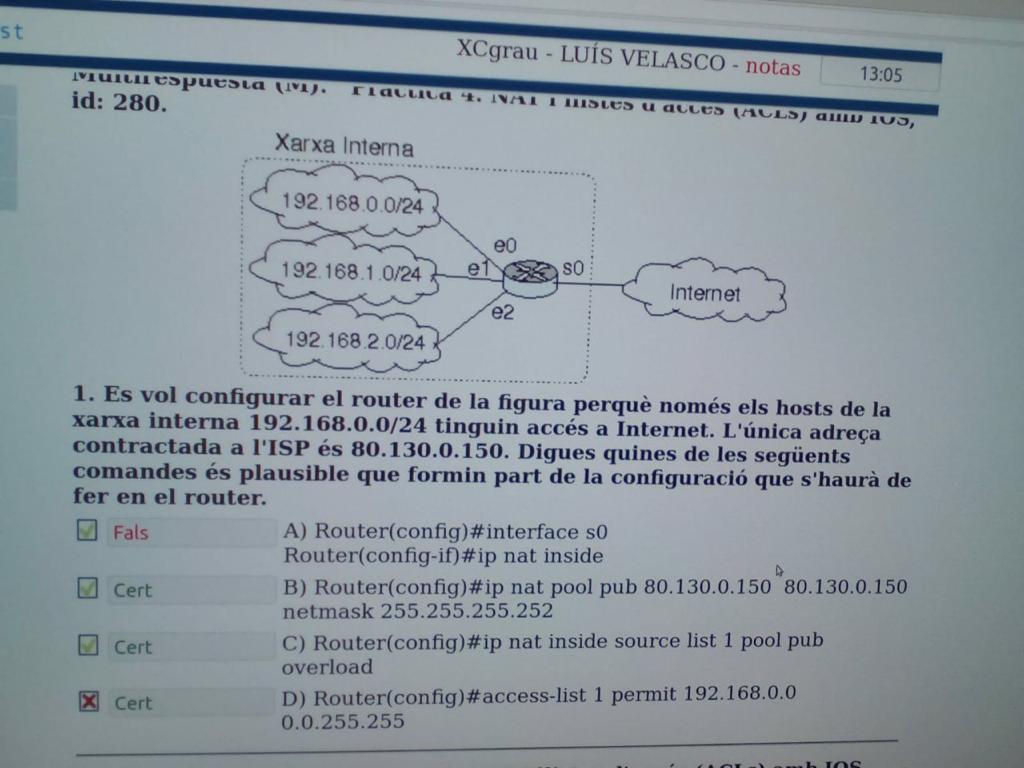 st
XCgrau - LUÍS VELASCO - notas
13:05
Multirespuesta (M). Pràctica 4. NAT i llistes d'accés (ACLs) amb IOS,
id: 280.
Xarxa Interna
192.168.0.0/24
e0
192.168.1.0/24
e1
s0
Internet
e2
192.168.2.0/24
1. Es vol configurar el router de la figura perquè només els hosts de la
xarxa interna 192.168.0.0/24 tinguin accés a Internet. L'única adreça
contractada a l'ISP és 80.130.0.150. Digues quines de les següents
comandes és plausible que formin part de la configuració que s'haurà de
fer en el router.
Fals A) Router(config)#interface s0
Router(config-if)#ip nat inside
Cert B) Router(config)#ip nat pool pub 80.130.0.150 80.130.0.150
netmask 255.255.255.252
Cert C) Router(config)#ip nat inside source list 1 pool pub
overload
Cert D) Router(config)#access-list 1 permit 192.168.0.0
0.0.255.255
(ACLs) amb IOS